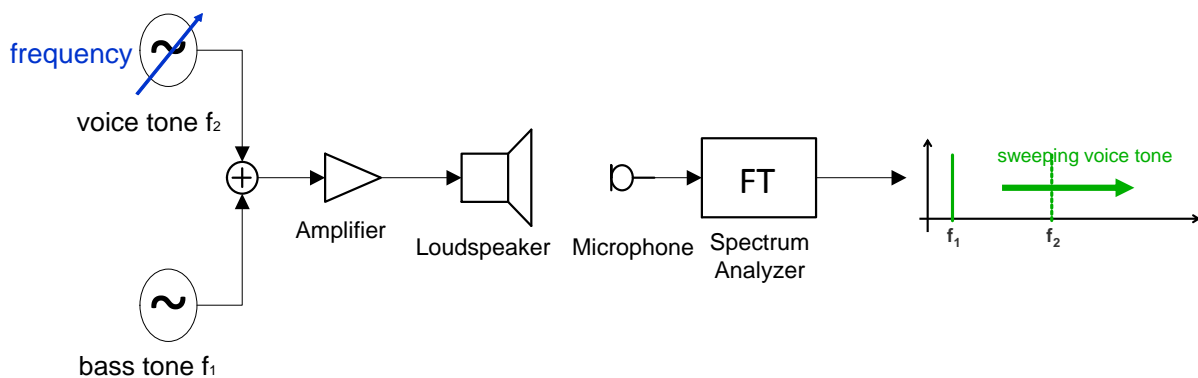 frequency
voice tone f₂
sweeping voice tone
FT
Amplifier
Loudspeaker
Microphone
Spectrum
Analyzer
f₁
f₂
bass tone f₁